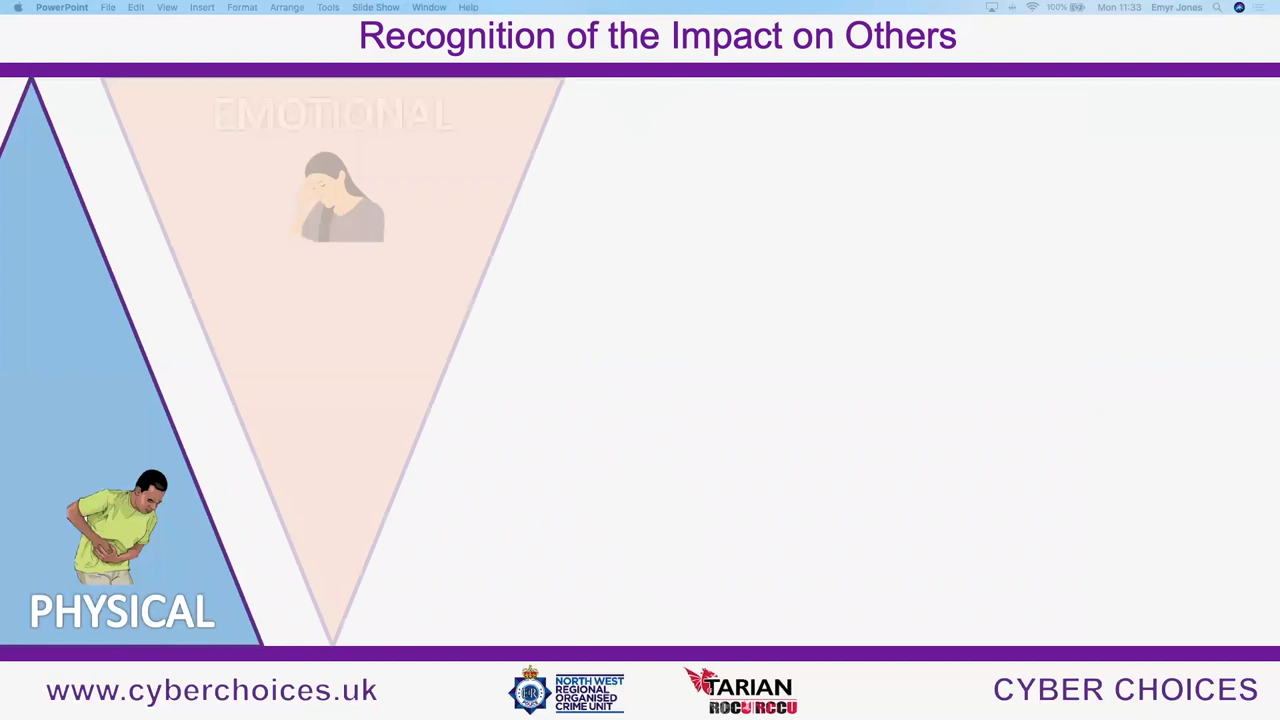 PowerPoint File Edit View Insert Format Arrange Tools Slide Show Window Help 100% Mon 11:33 Emyr Jones
Recognition of the Impact on Others
EMOTIONAL
PHYSICAL
www.cyberchoices.uk
NORTH WEST
REGIONAL
ORGANISED
CRIME UNIT
TARIAN
ROCU RCCU
CYBER CHOICES